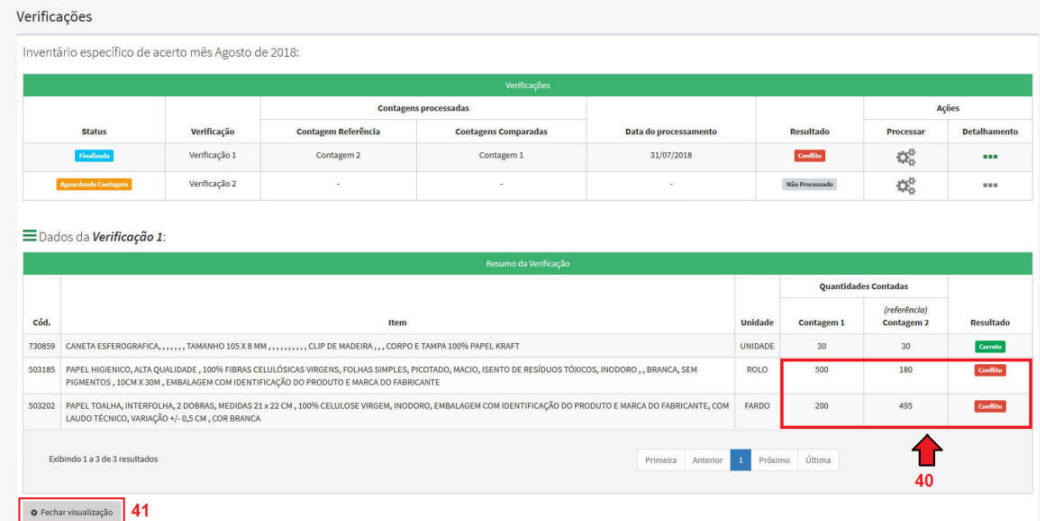 Verificações
Inventário específico de acerto mês Agosto de 2018:
Verificações
Contagens processadas
Ações
Status Verificação Contagem Referência Contagens Comparadas Data do processamento Resultado Processar Detalhamento
Finalizado Verificação 1 Contagem 2 Contagem 1 31/07/2018 Conflito
Aguardando Contagem Verificação 2 - - - Não Processado
Dados da Verificação 1:
Resumo da Verificação
Quantidades Contadas
(referência)
Cód. Item Unidade Contagem 1 Contagem 2 Resultado
730859 CANETA ESFEROGRAFICA, , , , , , , TAMANHO 105 X 8 MM , , , , , , , , , , CLIP DE MADEIRA , , , CORPO E TAMPA 100% PAPEL KRAFT UNIDADE 30 30 Correto
503185 PAPEL HIGIENICO, ALTA QUALIDADE , 100% FIBRAS CELULÓSICAS VIRGENS, FOLHAS SIMPLES, PICOTADO, MACIO, ISENTO DE RESÍDUOS TÓXICOS, INODORO , , BRANCA, SEM ROLO 500 180 Conflito
PIGMENTOS , 10CM X 30M , EMBALAGEM COM IDENTIFICAÇÃO DO PRODUTO E MARCA DO FABRICANTE
503202 PAPEL TOALHA, INTERFOLHA, 2 DOBRAS, MEDIDAS 21 x 22 CM , 100% CELULOSE VIRGEM, INODORO, EMBALAGEM COM IDENTIFICAÇÃO DO PRODUTO E MARCA DO FABRICANTE, COM FARDO 200 495 Conflito
LAUDO TÉCNICO, VARIAÇÃO +/- 0,5 CM , COR BRANCA
Exibindo 1 a 3 de 3 resultados Primeira Anterior 1 Próximo Última
40
Fechar visualização 41